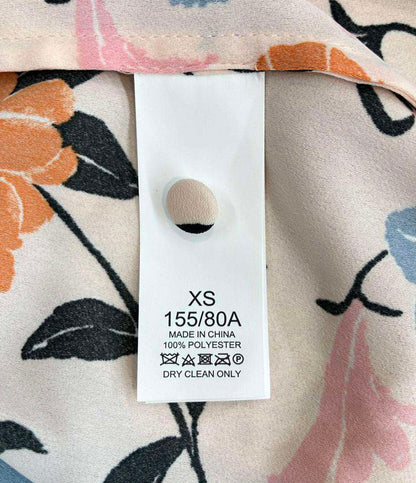 XS
155/80A
MADE IN CHINA
100% POLYESTER
DRY CLEAN ONLY